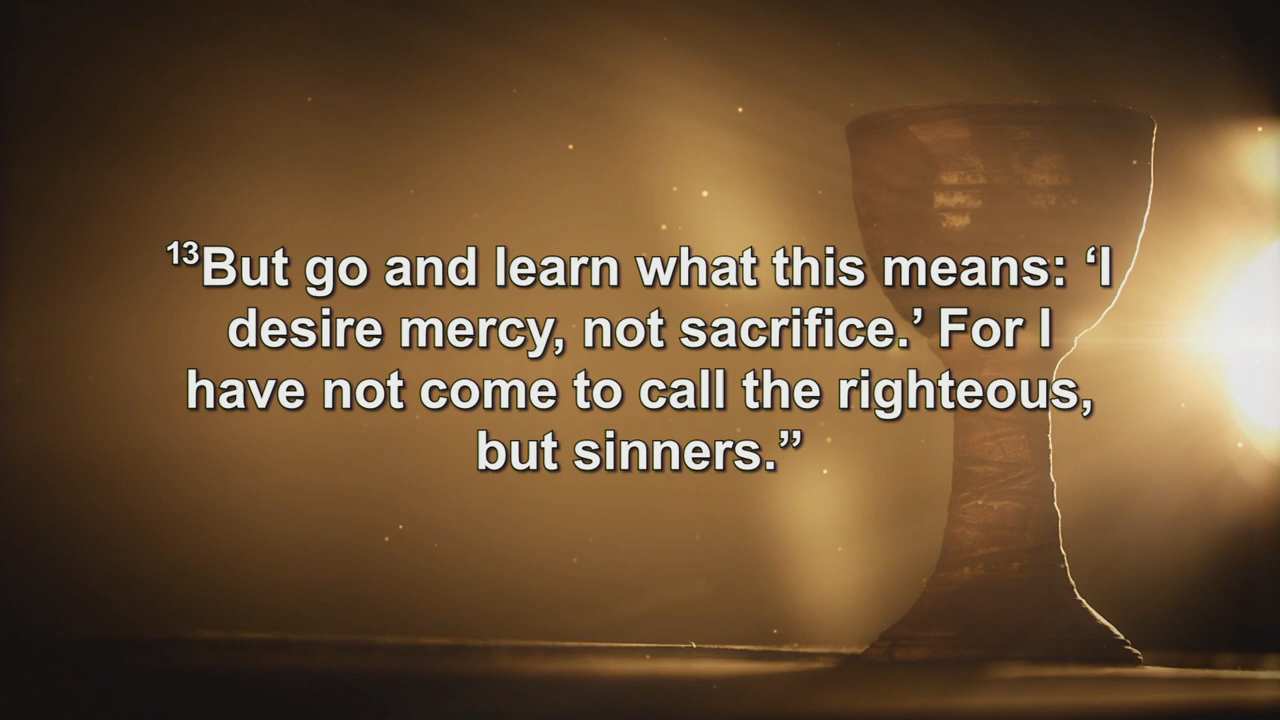 ¹³But go and learn what this means: ‘I
desire mercy, not sacrifice.’ For I
have not come to call the righteous,
but sinners.”